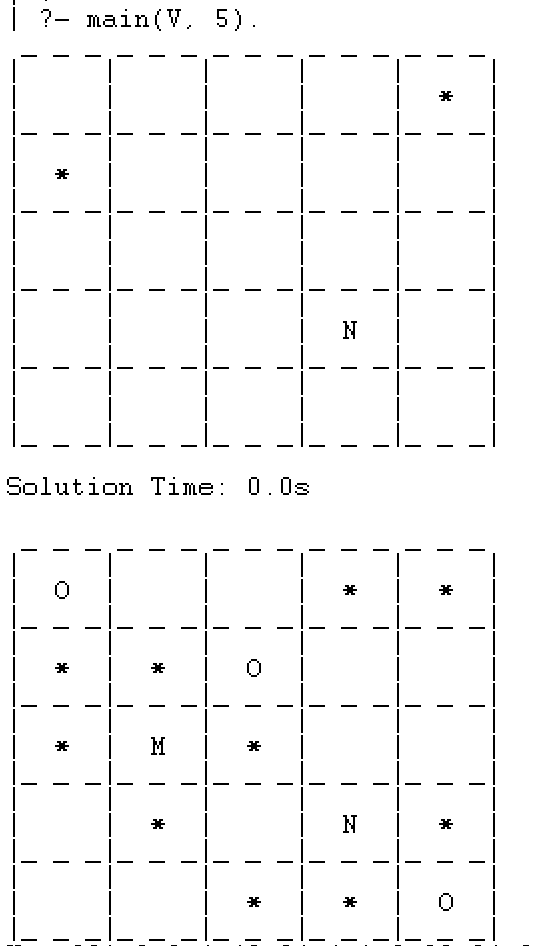 | ?- main(V, 5).
*
*
N
Solution Time: 0.0s
O * *
* * O
* M *
* N *
* * O